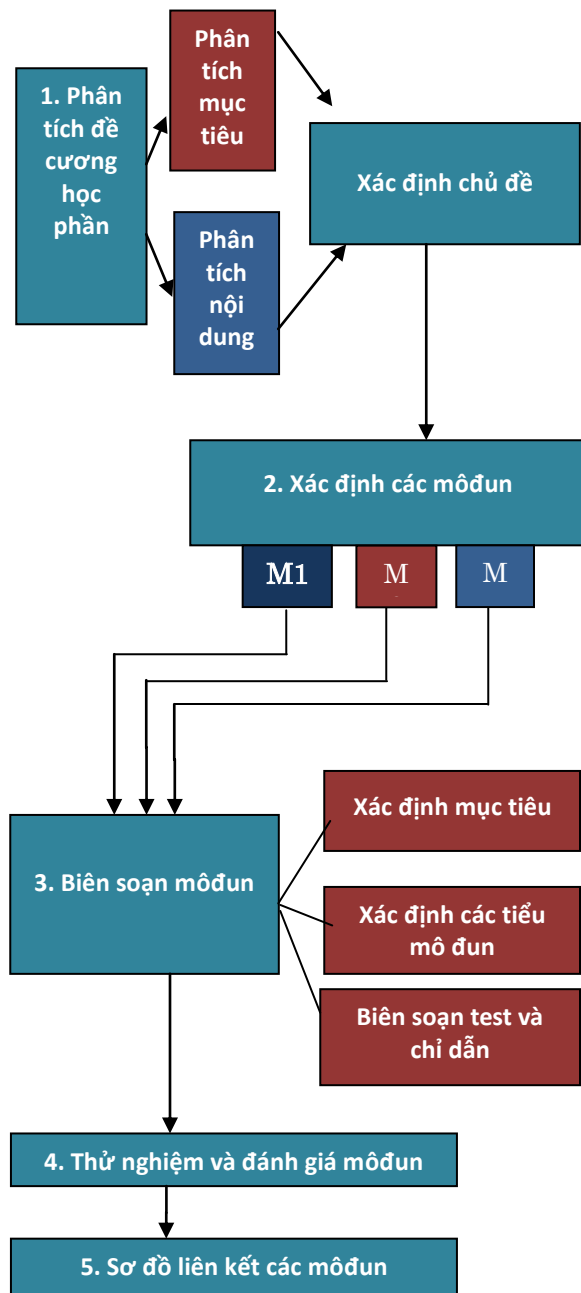 1. Phân
tích đề
cương
học
phần
Phân
tích
mục
tiêu
Phân
tích
nội
dung
Xác định chủ đề
2. Xác định các môđun
M1
M
M
3. Biên soạn môđun
Xác định mục tiêu
Xác định các tiểu
mô đun
Biên soạn test và
chỉ dẫn
4. Thử nghiệm và đánh giá môđun
5. Sơ đồ liên kết các môđun